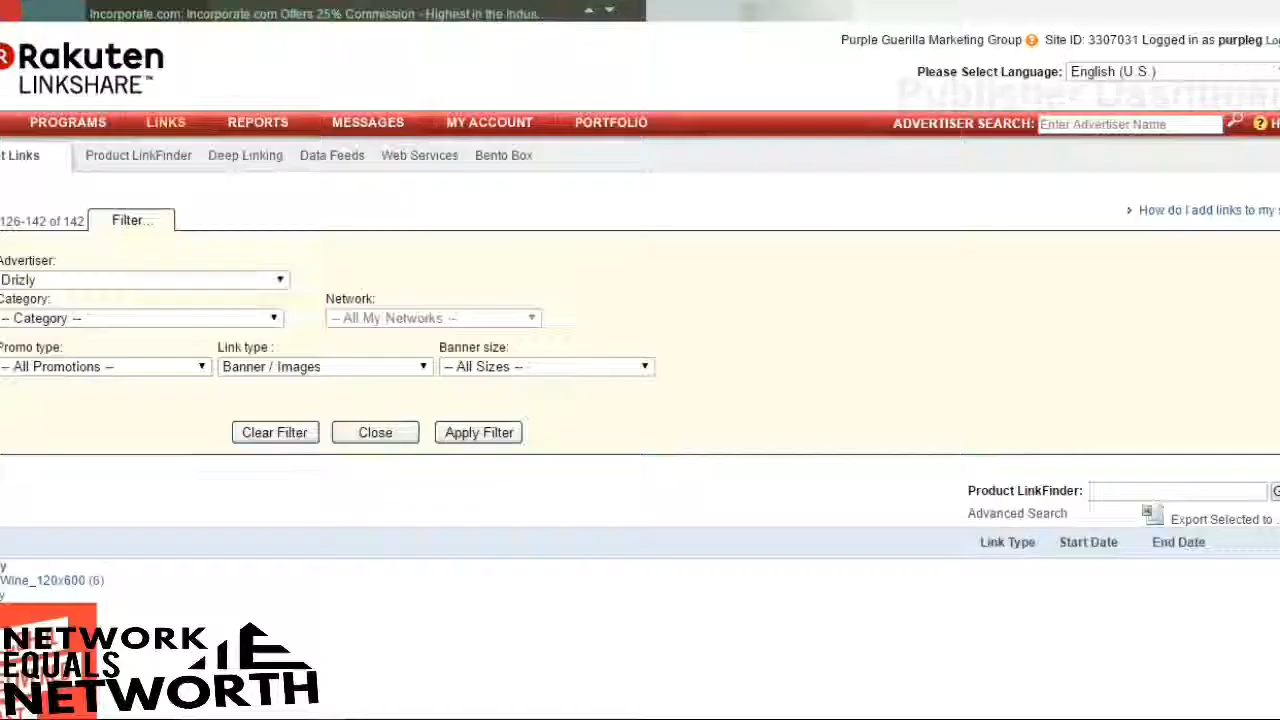 Incorporate.com: Incorporate.com Offers 25% Commission - Highest in the Indus...
Rakuten
LINKSHARE™
Purple Guerilla Marketing Group Site ID: 3307031 Logged in as purpleg
Please Select Language: English (U.S.)
PROGRAMS LINKS REPORTS MESSAGES MY ACCOUNT PORTFOLIO
ADVERTISER SEARCH: Enter Advertiser Name ? H
t Links Product LinkFinder Deep Linking Data Feeds Web Services Bento Box
126-142 of 142 Filter...
How do I add links to my
Advertiser:
Drizly
Category: Network:
-- Category -- -- All My Networks --
Promo type: Link type : Banner size:
-- All Promotions -- Banner / Images -- All Sizes --
Clear Filter Close Apply Filter
Product LinkFinder: G
Advanced Search Export Selected to
Link Type Start Date End Date
y
Wine_120x600 (6)
y
NETWORK
EQUALS
NETWORTH